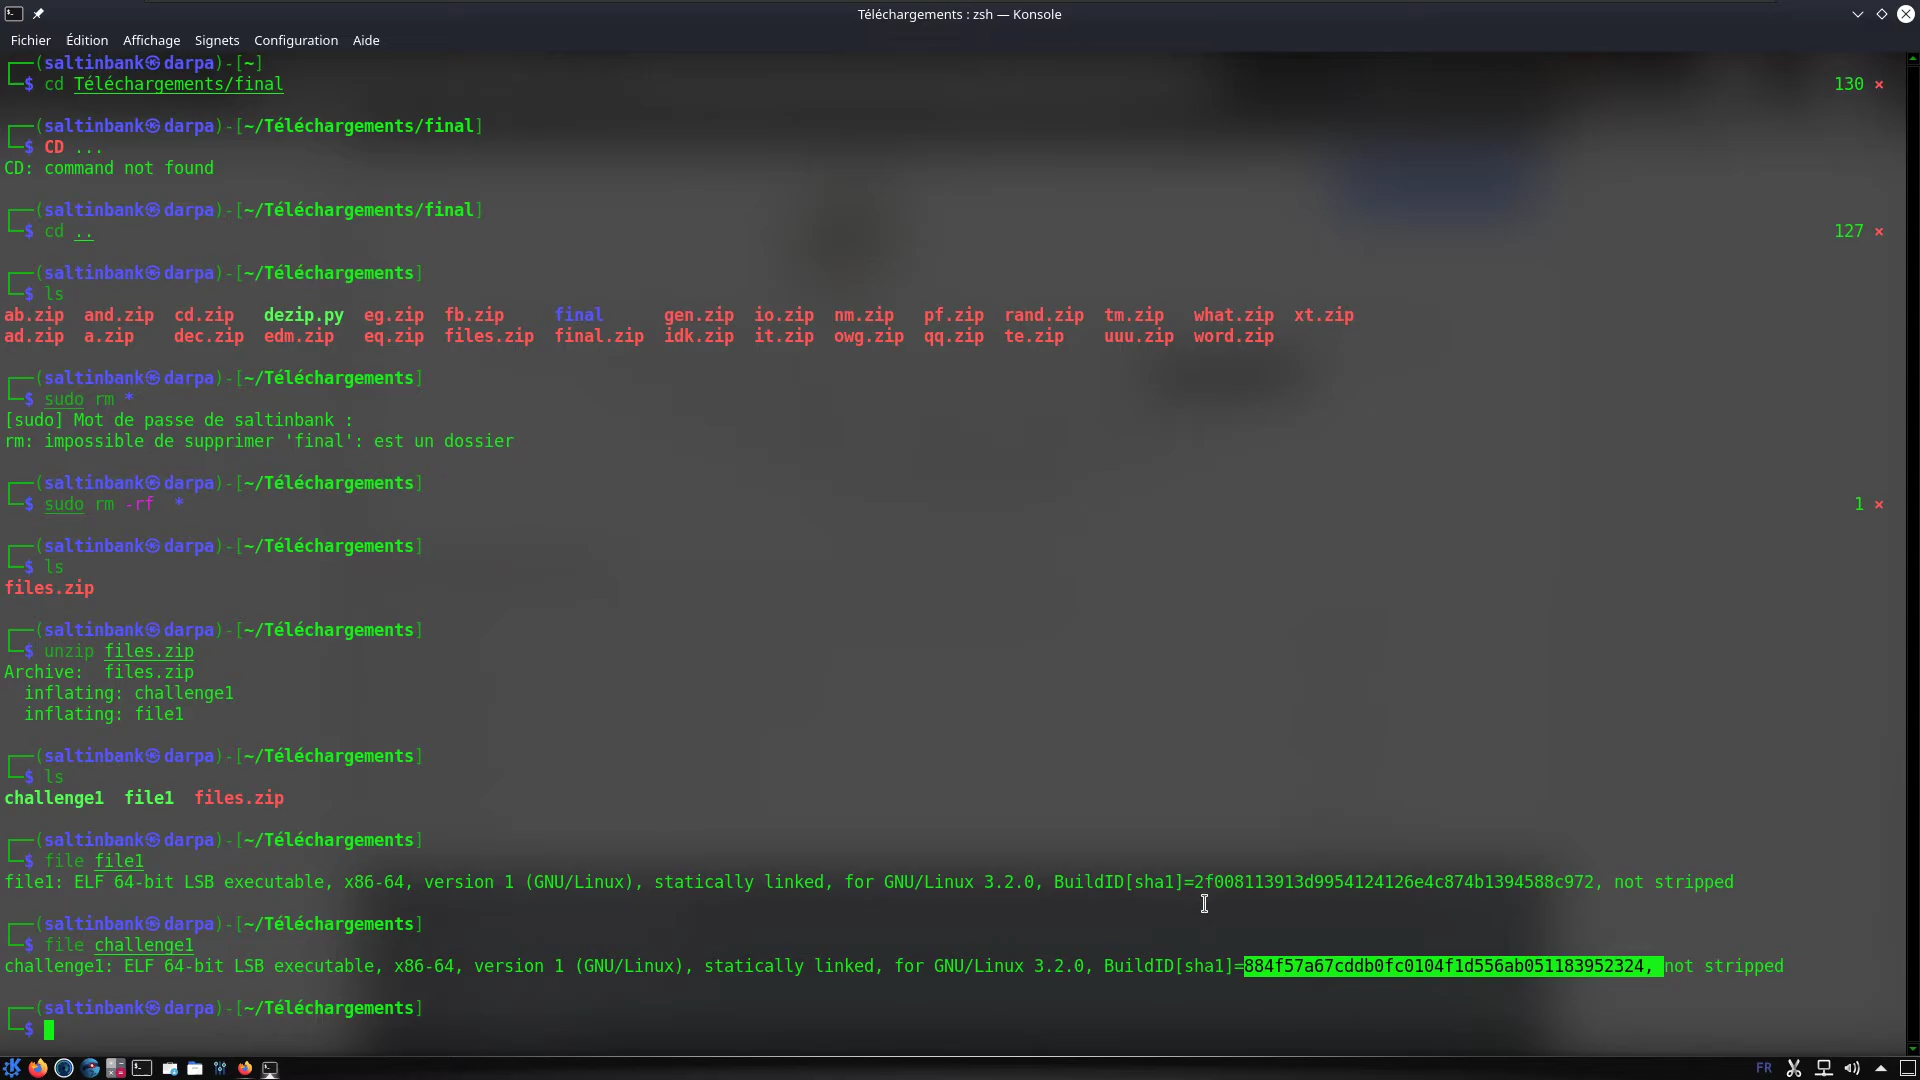 Téléchargements : zsh — Konsole
Fichier Édition Affichage Signets Configuration Aide
┌──(saltinbank㉿darpa)-[~]
└─$ cd Téléchargements/final 130 ⨯
┌──(saltinbank㉿darpa)-[~/Téléchargements/final]
└─$ CD ...
CD: command not found
┌──(saltinbank㉿darpa)-[~/Téléchargements/final]
└─$ cd .. 127 ⨯
┌──(saltinbank㉿darpa)-[~/Téléchargements]
└─$ ls
ab.zip and.zip cd.zip dezip.py eg.zip fb.zip final gen.zip io.zip nm.zip pf.zip rand.zip tm.zip what.zip xt.zip
ad.zip a.zip dec.zip edm.zip eq.zip files.zip final.zip idk.zip it.zip owg.zip qq.zip te.zip uuu.zip word.zip
┌──(saltinbank㉿darpa)-[~/Téléchargements]
└─$ sudo rm *
[sudo] Mot de passe de saltinbank :
rm: impossible de supprimer 'final': est un dossier
┌──(saltinbank㉿darpa)-[~/Téléchargements]
└─$ sudo rm -rf  * 1 ⨯
┌──(saltinbank㉿darpa)-[~/Téléchargements]
└─$ ls
files.zip
┌──(saltinbank㉿darpa)-[~/Téléchargements]
└─$ unzip files.zip
Archive:  files.zip
  inflating: challenge1
  inflating: file1
┌──(saltinbank㉿darpa)-[~/Téléchargements]
└─$ ls
challenge1 file1 files.zip
┌──(saltinbank㉿darpa)-[~/Téléchargements]
└─$ file file1
file1: ELF 64-bit LSB executable, x86-64, version 1 (GNU/Linux), statically linked, for GNU/Linux 3.2.0, BuildID[sha1]=2f008113913d9954124126e4c874b1394588c972, not stripped
┌──(saltinbank㉿darpa)-[~/Téléchargements]
└─$ file challenge1
challenge1: ELF 64-bit LSB executable, x86-64, version 1 (GNU/Linux), statically linked, for GNU/Linux 3.2.0, BuildID[sha1]=884f57a67cddb0fc0104f1d556ab051183952324, not stripped
┌──(saltinbank㉿darpa)-[~/Téléchargements]
└─$
FR